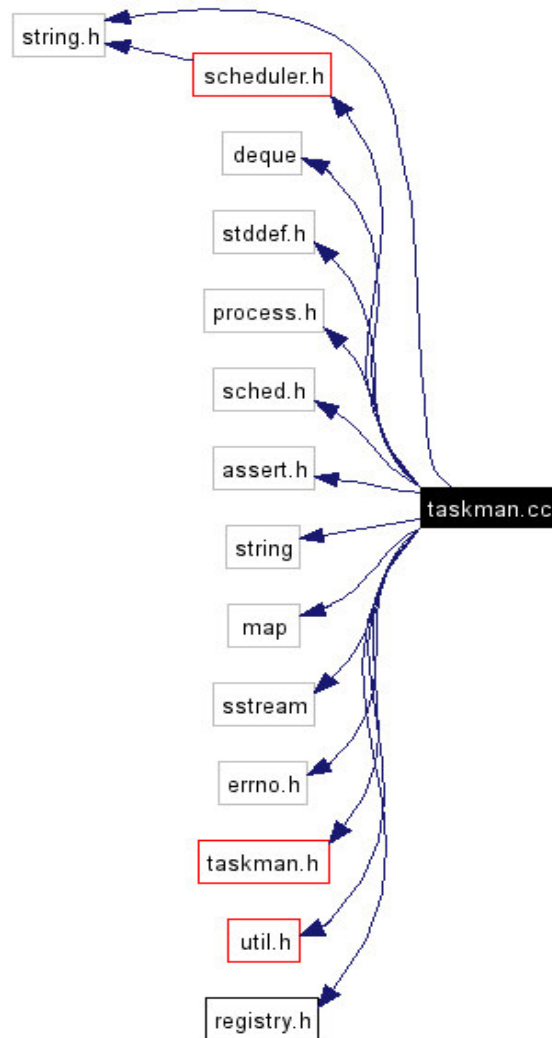 string.h
scheduler.h
deque
stddef.h
process.h
sched.h
assert.h
taskman.cc
string
map
sstream
errno.h
taskman.h
util.h
registry.h